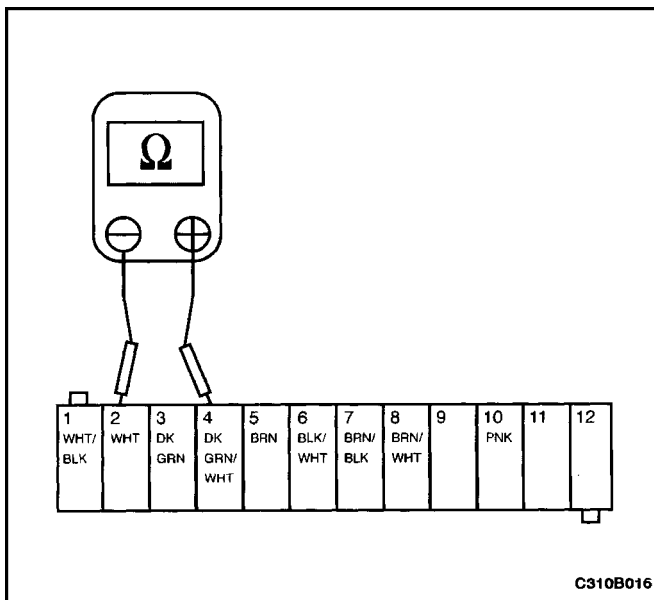 Ω
1 2 3 4 5 6 7 8 9 10 11 12
WHT/ WHT DK DK BRN BLK/ BRN/ BRN/ PNK
BLK GRN GRN/ WHT BLK WHT
WHT
C310B016